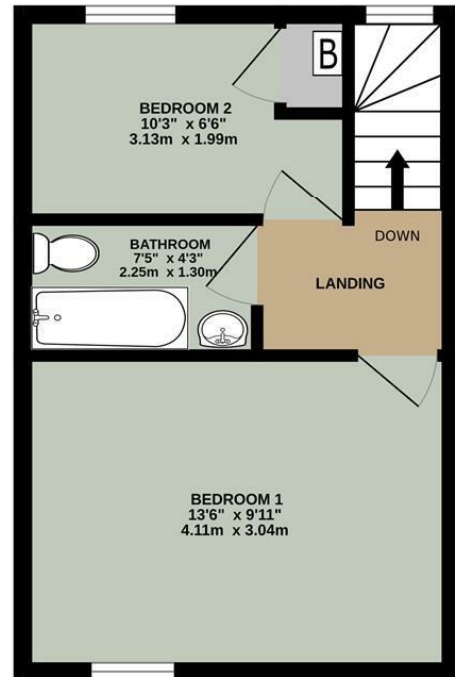 B
BEDROOM 2
10'3" x 6'6"
3.13m x 1.99m
BATHROOM
7'5" x 4'3"
2.25m x 1.30m
DOWN
LANDING
BEDROOM 1
13'6" x 9'11"
4.11m x 3.04m